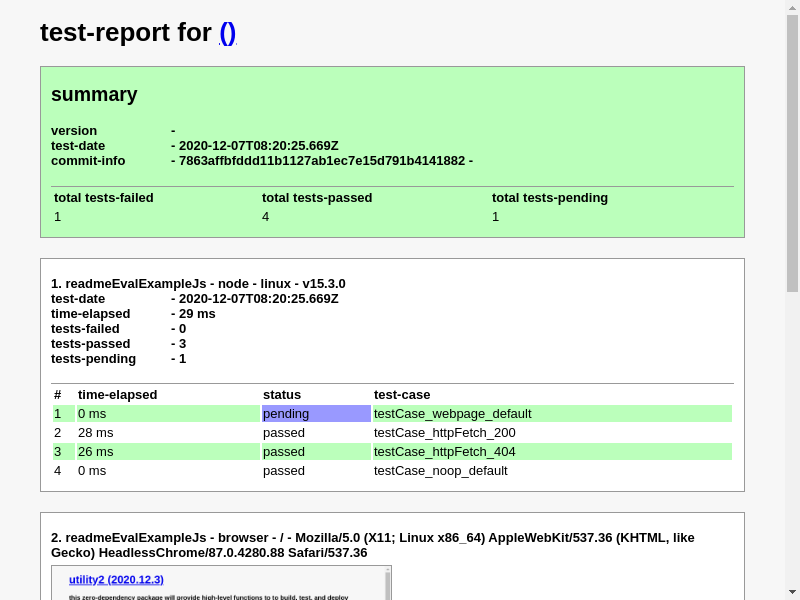 test-report for ()
summary
version -
test-date - 2020-12-07T08:20:25.669Z
commit-info - 7863affbfddd11b1127ab1ec7e15d791b4141882 -
total tests-failed total tests-passed total tests-pending
1 4 1
1. readmeEvalExampleJs - node - linux - v15.3.0
test-date - 2020-12-07T08:20:25.669Z
time-elapsed - 29 ms
tests-failed - 0
tests-passed - 3
tests-pending - 1
# time-elapsed status test-case
1 0 ms pending testCase_webpage_default
2 28 ms passed testCase_httpFetch_200
3 26 ms passed testCase_httpFetch_404
4 0 ms passed testCase_noop_default
2. readmeEvalExampleJs - browser - / - Mozilla/5.0 (X11; Linux x86_64) AppleWebKit/537.36 (KHTML, like
Gecko) HeadlessChrome/87.0.4280.88 Safari/537.36
utility2 (2020.12.3)
this zero-dependency package will provide high-level functions to to build, test, and deploy